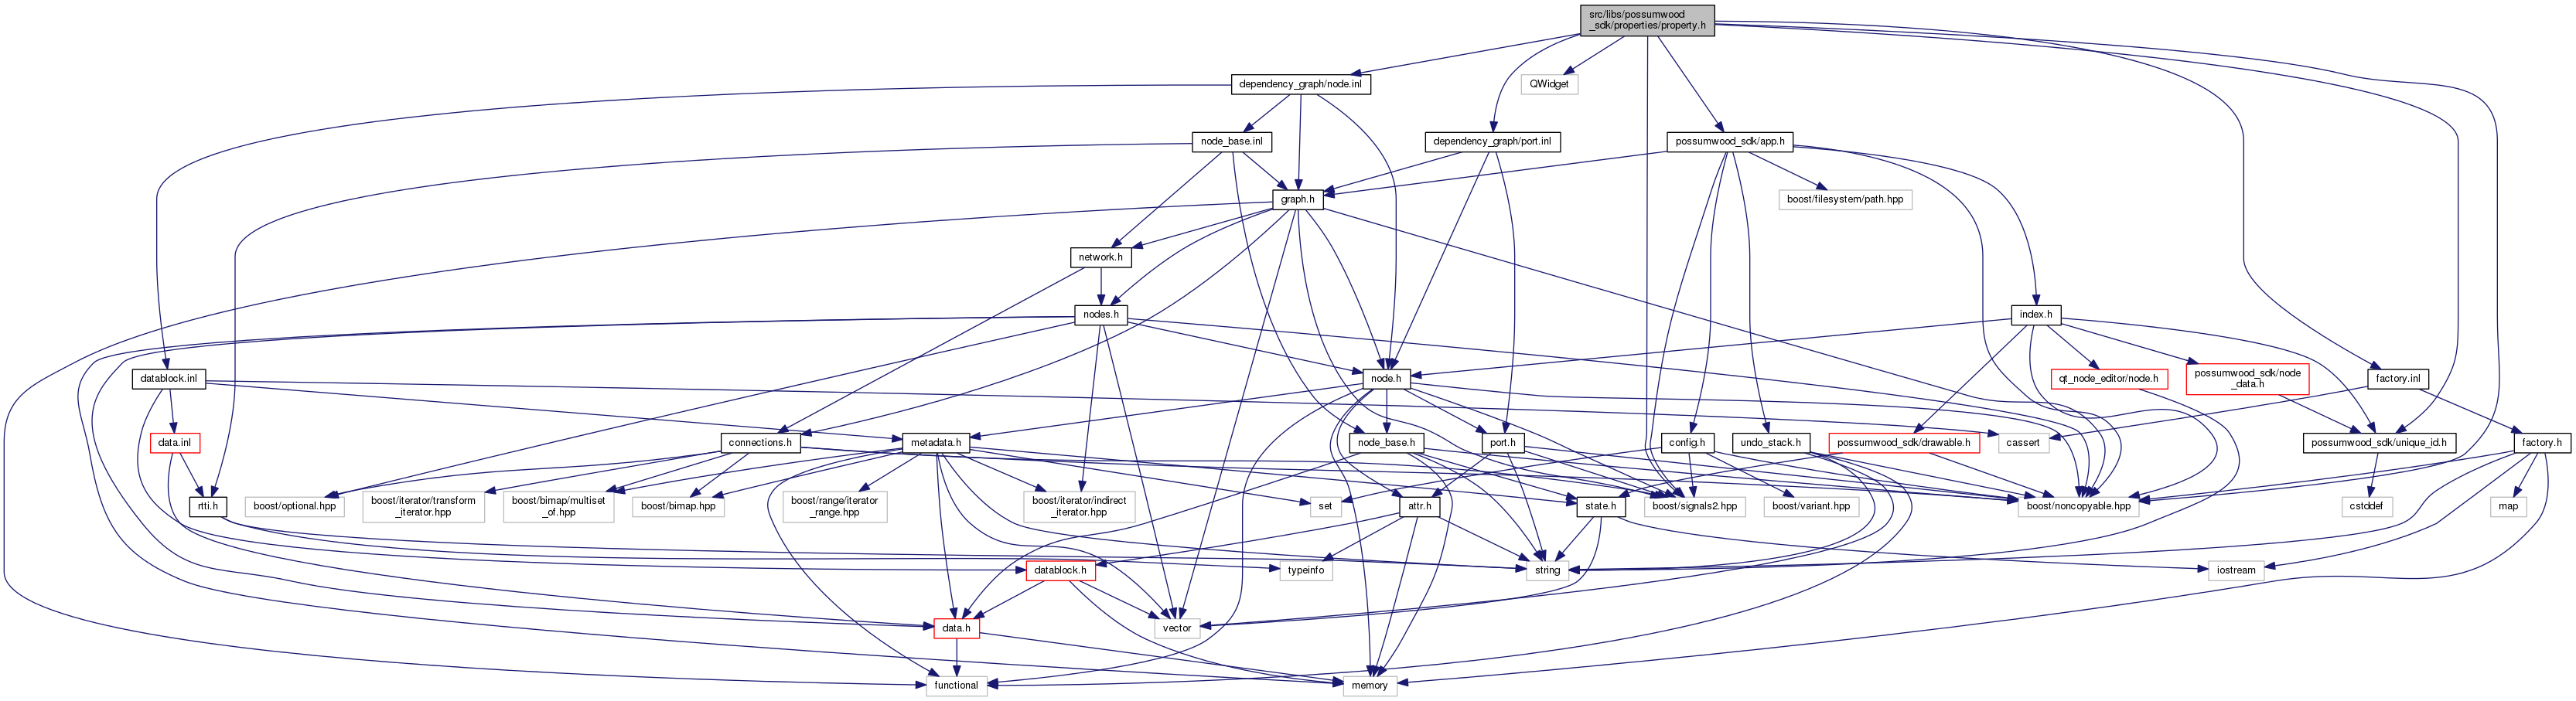 src/libs/possumwood
_sdk/properties/property.h
dependency_graph/node.inl
QWidget
node_base.inl
dependency_graph/port.inl
possumwood_sdk/app.h
graph.h
boost/filesystem/path.hpp
network.h
nodes.h
index.h
datablock.inl
node.h
qt_node_editor/node.h
possumwood_sdk/node
_data.h
factory.inl
data.inl
connections.h
metadata.h
node_base.h
port.h
config.h
undo_stack.h
possumwood_sdk/drawable.h
cassert
possumwood_sdk/unique_id.h
factory.h
rtti.h
boost/optional.hpp
boost/iterator/transform
_iterator.hpp
boost/bimap/multiset
_of.hpp
boost/bimap.hpp
boost/range/iterator
_range.hpp
boost/iterator/indirect
_iterator.hpp
set
attr.h
state.h
boost/signals2.hpp
boost/variant.hpp
boost/noncopyable.hpp
cstddef
map
datablock.h
typeinfo
string
iostream
data.h
vector
functional
memory